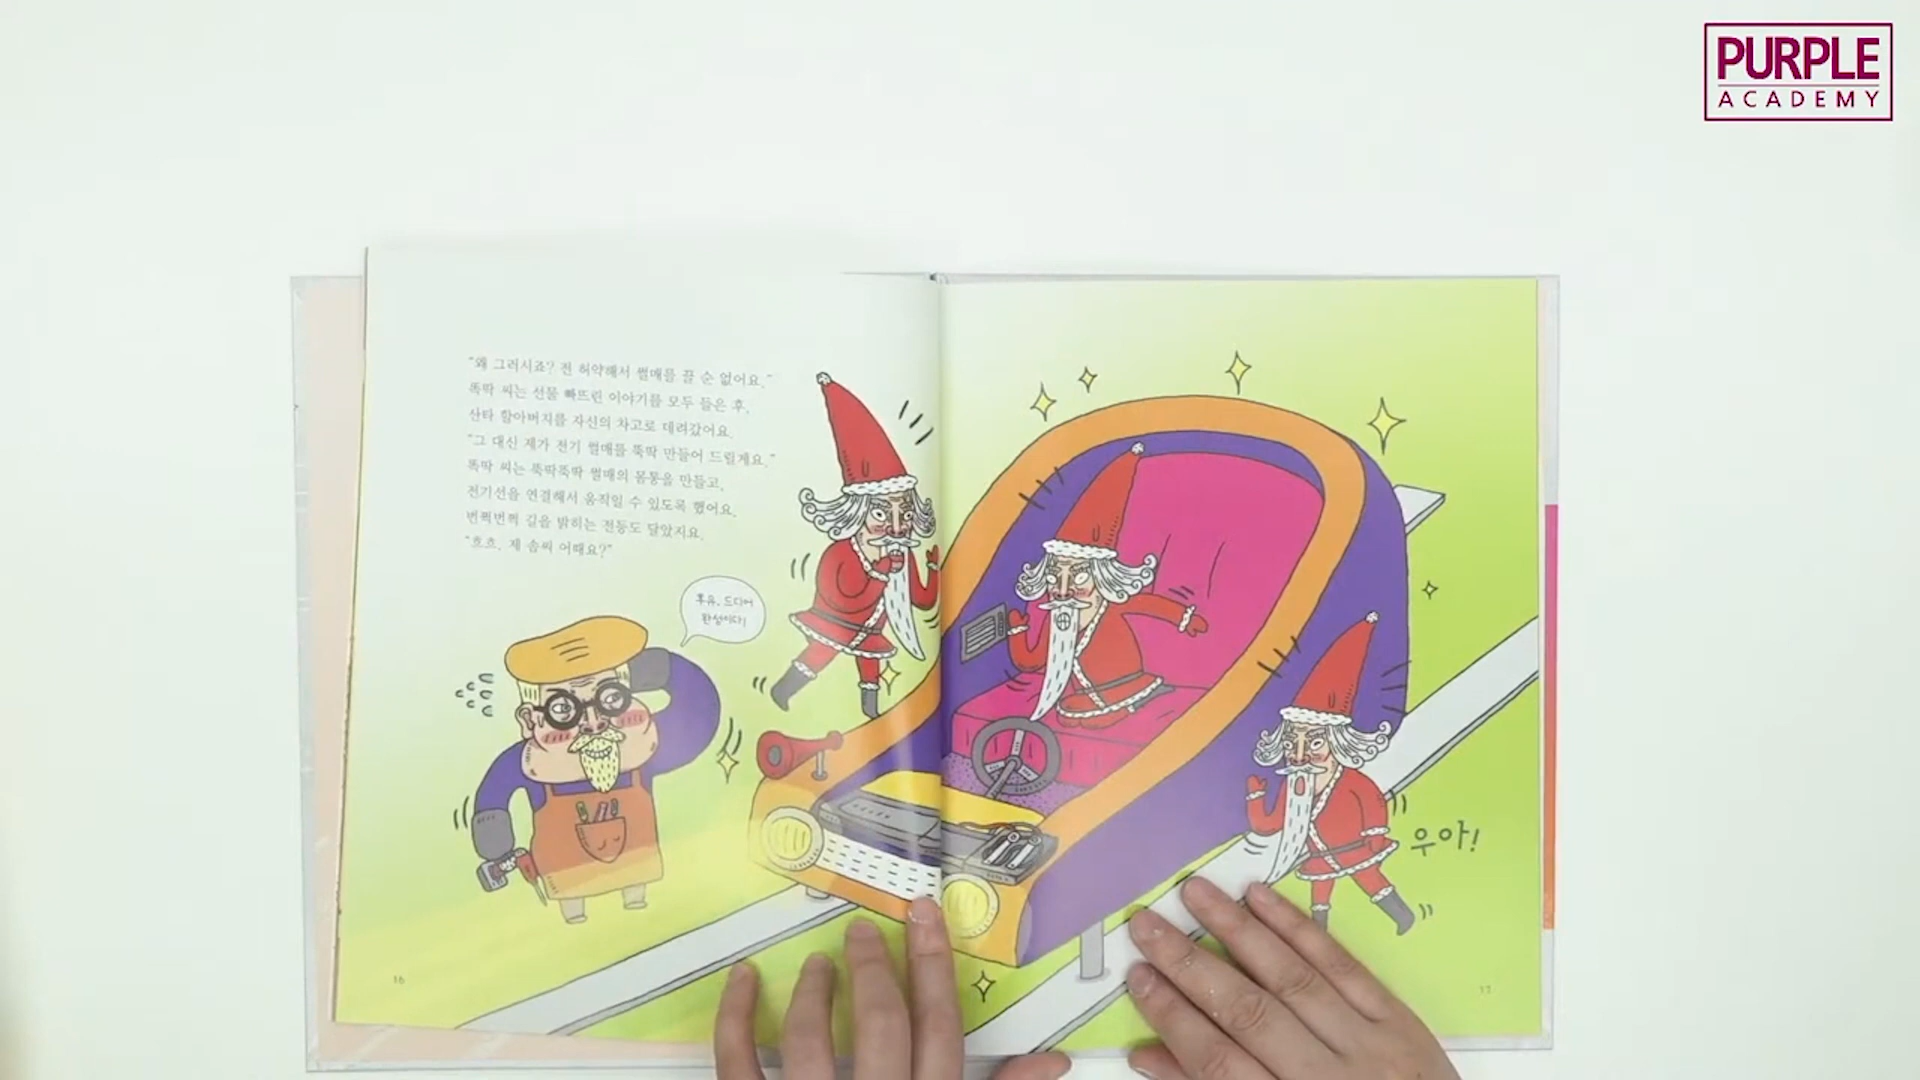 PURPLE
ACADEMY
"왜 그러시죠? 전 허약해서 썰매를 끌 순 없어요."
똑딱 씨는 선물 빠뜨린 이야기를 모두 들은 후,
산타 할아버지를 자신의 차고로 데려갔어요.
"그 대신 제가 전기 썰매를 뚝딱 만들어 드릴게요."
똑딱 씨는 뚝딱뚝딱 썰매의 몸통을 만들고,
전기선을 연결해서 움직일 수 있도록 했어요.
번쩍번쩍 길을 밝히는 전등도 달았지요.
"흐흐, 제 솜씨 어때요?"
후유, 드디어
완성이다!
우아!
16
17